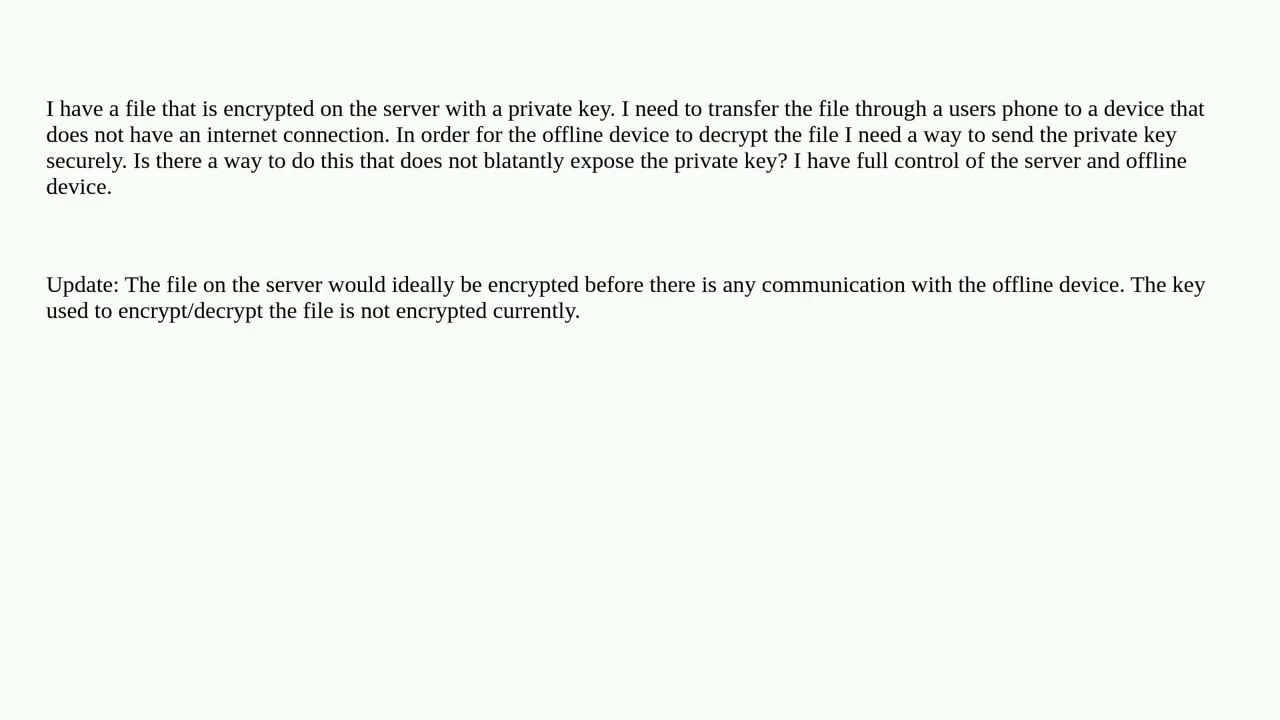 I have a file that is encrypted on the server with a private key. I need to transfer the file through a users phone to a device that
does not have an internet connection. In order for the offline device to decrypt the file I need a way to send the private key
securely. Is there a way to do this that does not blatantly expose the private key? I have full control of the server and offline
device.
Update: The file on the server would ideally be encrypted before there is any communication with the offline device. The key
used to encrypt/decrypt the file is not encrypted currently.